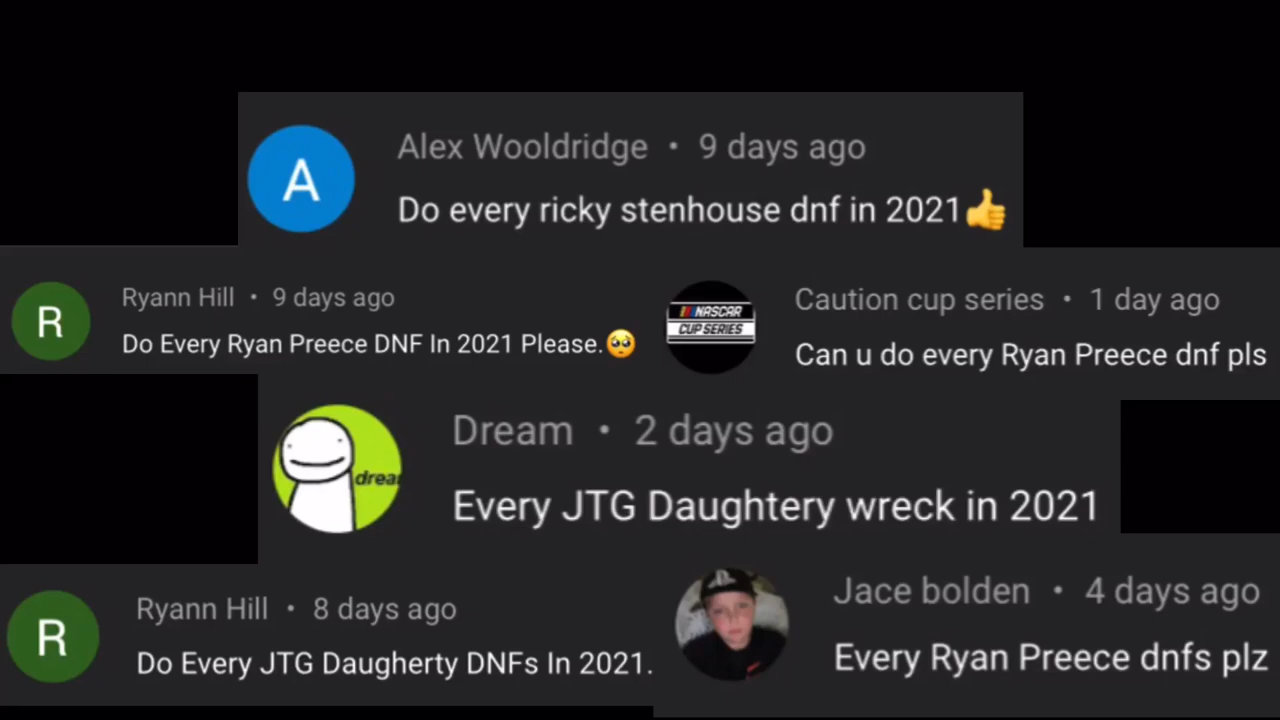 Alex Wooldridge • 9 days ago
A
Do every ricky stenhouse dnf in 2021👍
Ryann Hill • 9 days ago
R
Do Every Ryan Preece DNF In 2021 Please.🥺
Caution cup series • 1 day ago
NASCAR
CUP SERIES
Can u do every Ryan Preece dnf pls
Dream • 2 days ago
drea
Every JTG Daughtery wreck in 2021
Ryann Hill • 8 days ago
R
Do Every JTG Daugherty DNFs In 2021.
Jace bolden • 4 days ago
Every Ryan Preece dnfs plz